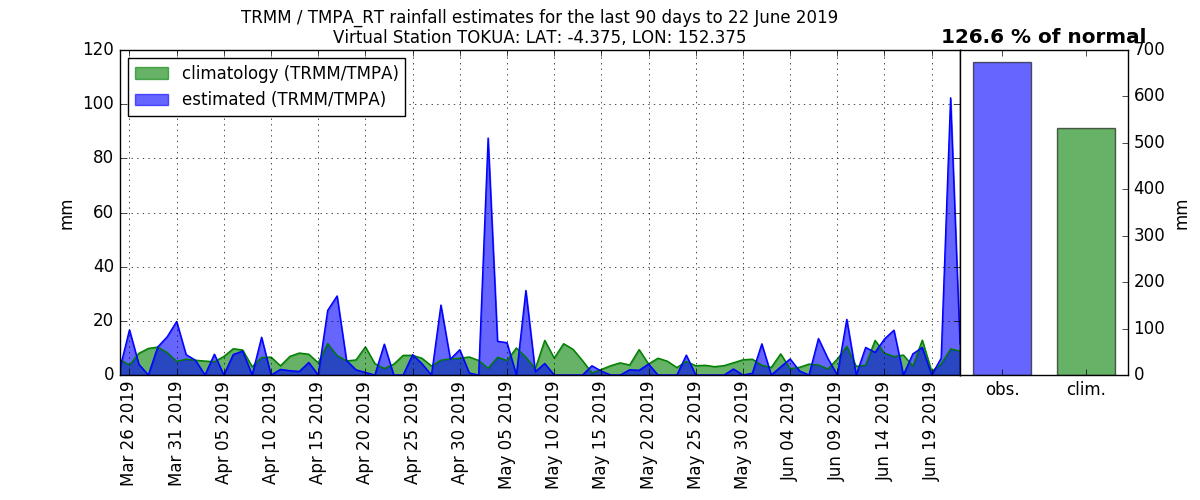 TRMM / TMPA_RT rainfall estimates for the last 90 days to 22 June 2019
Virtual Station TOKUA: LAT: -4.375, LON: 152.375
126.6 % of normal
climatology (TRMM/TMPA)
estimated (TRMM/TMPA)
120
100
80
60
40
20
0
mm
700
600
500
400
300
200
100
0
mm
obs.
clim.
Mar 26 2019
Mar 31 2019
Apr 05 2019
Apr 10 2019
Apr 15 2019
Apr 20 2019
Apr 25 2019
Apr 30 2019
May 05 2019
May 10 2019
May 15 2019
May 20 2019
May 25 2019
May 30 2019
Jun 04 2019
Jun 09 2019
Jun 14 2019
Jun 19 2019